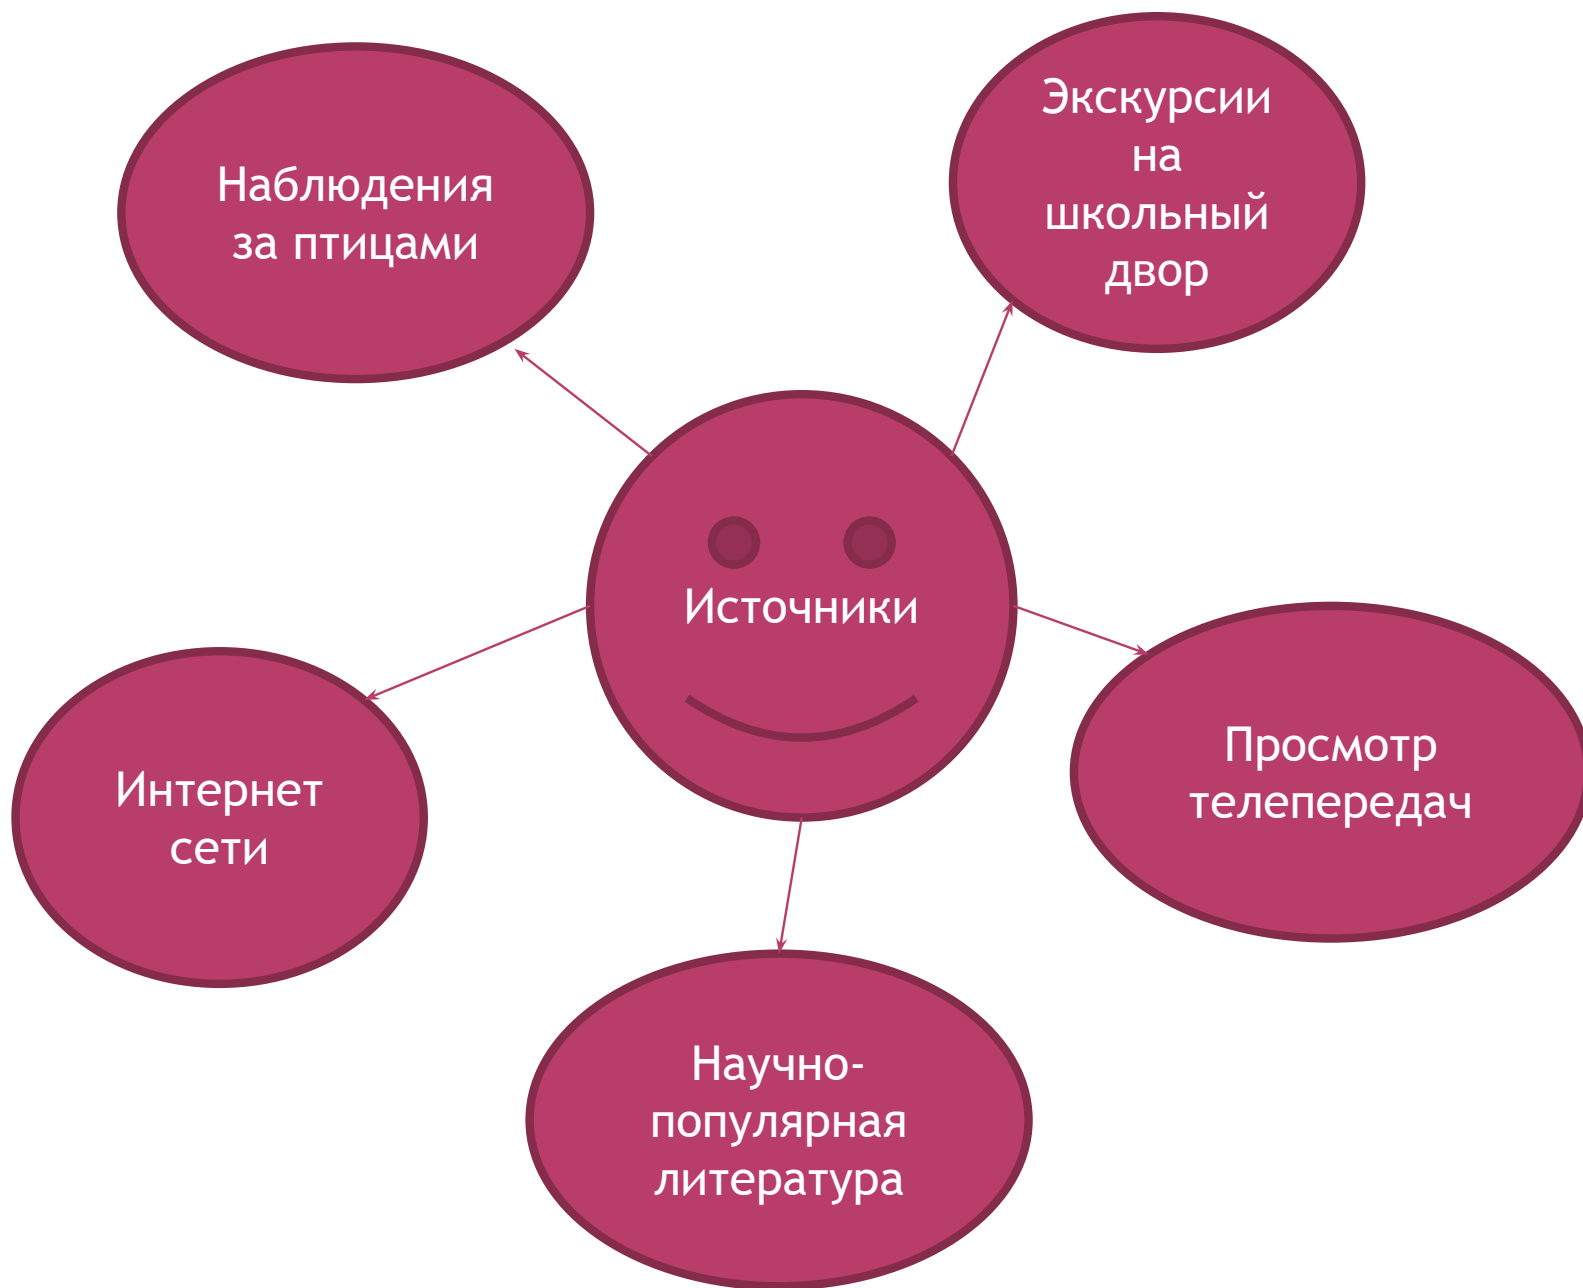 Наблюдения
за птицами
Экскурсии
на
школьный
двор
Источники
Интернет
сети
Просмотр
телепередач
Научно-
популярная
литература